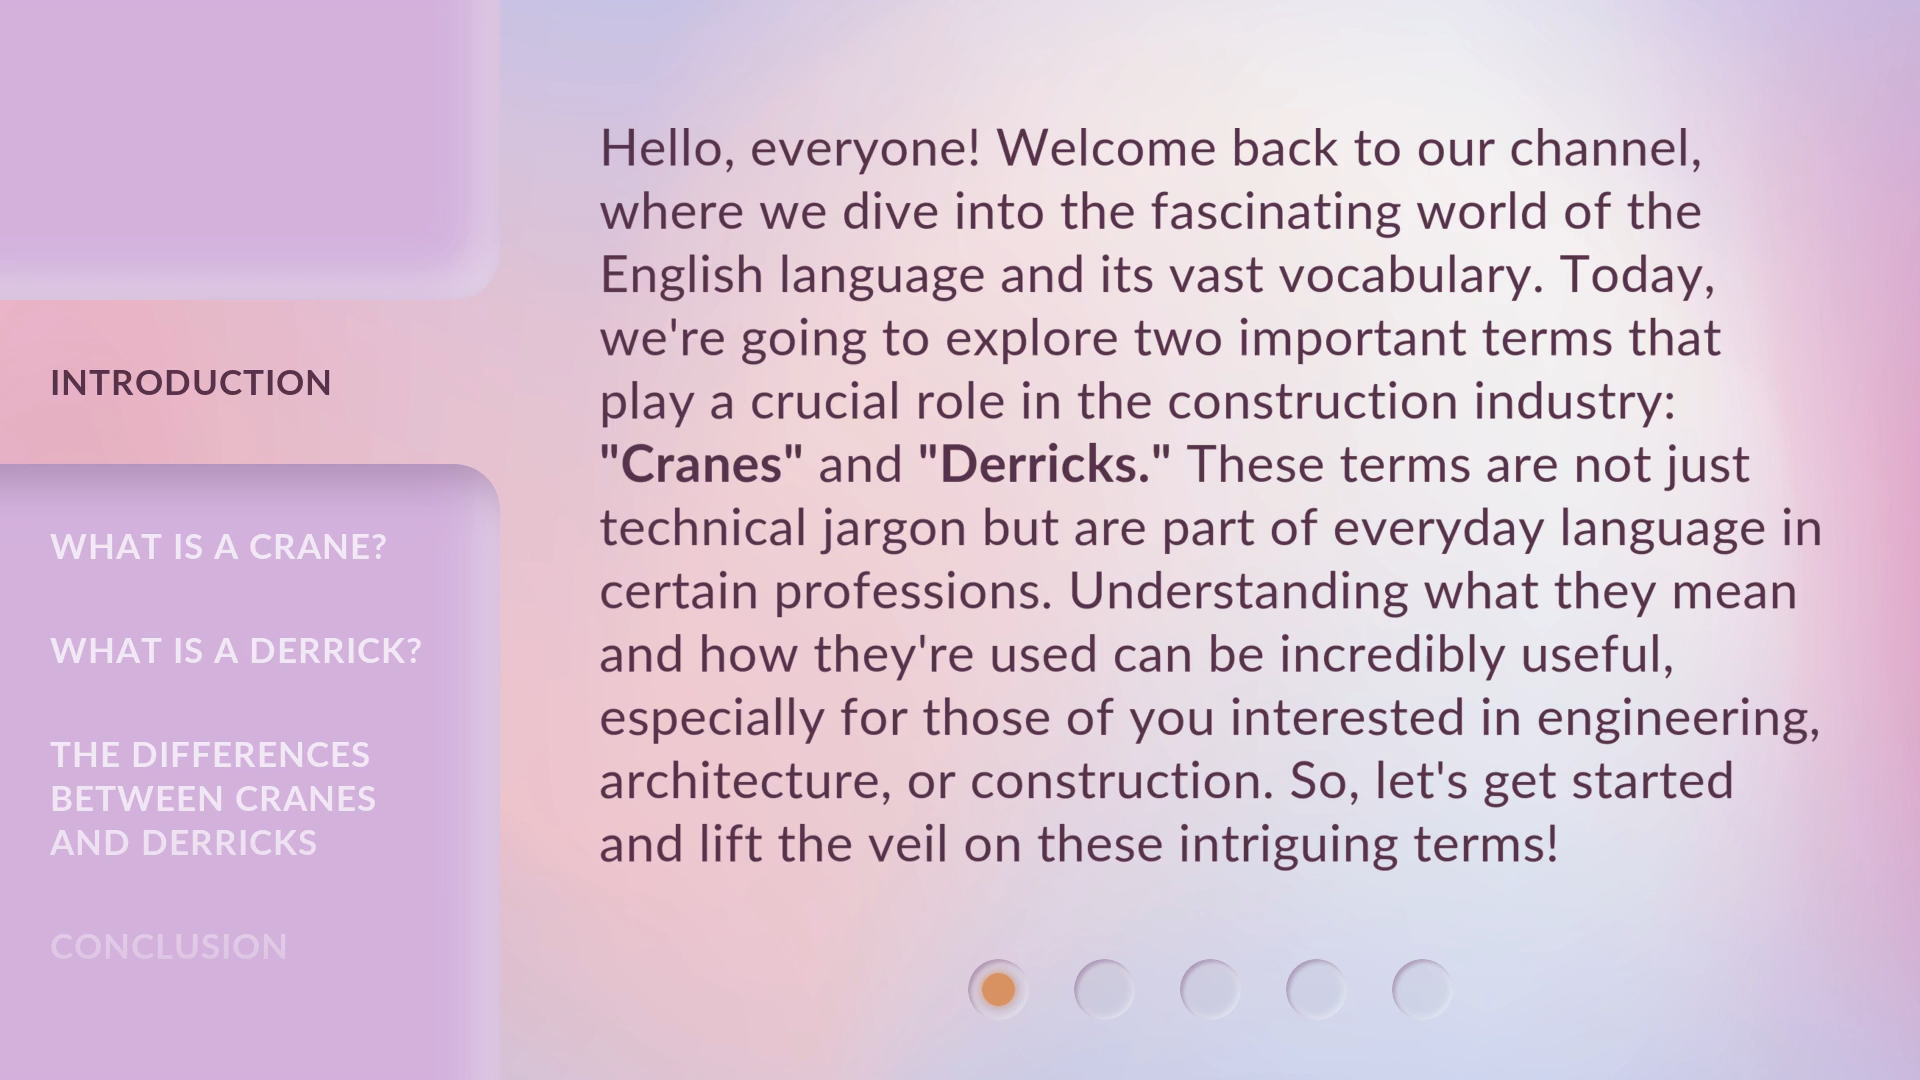 INTRODUCTION
WHAT IS A CRANE?
WHAT IS A DERRICK?
THE DIFFERENCES
BETWEEN CRANES
AND DERRICKS
CONCLUSION
Hello, everyone! Welcome back to our channel,
where we dive into the fascinating world of the
English language and its vast vocabulary. Today,
we're going to explore two important terms that
play a crucial role in the construction industry:
"Cranes" and "Derricks." These terms are not just
technical jargon but are part of everyday language in
certain professions. Understanding what they mean
and how they're used can be incredibly useful,
especially for those of you interested in engineering,
architecture, or construction. So, let's get started
and lift the veil on these intriguing terms!